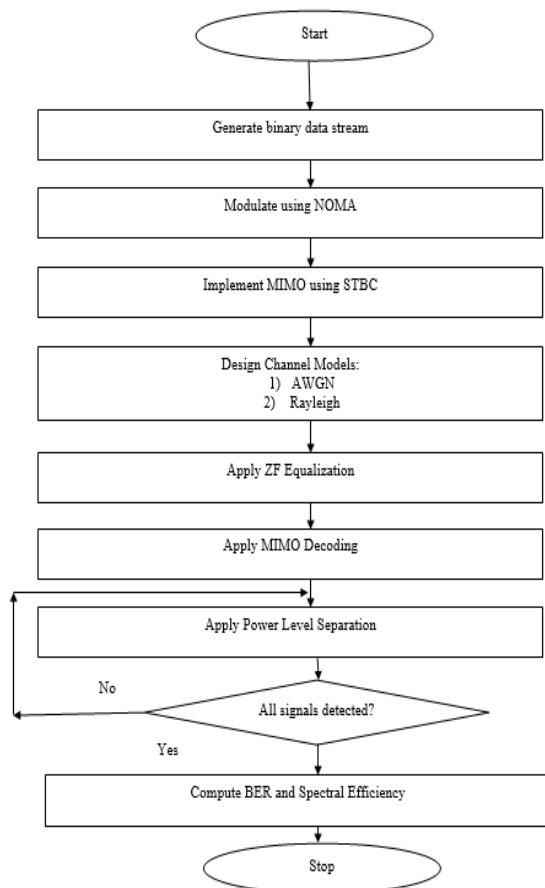 Start
Generate binary data stream
Modulate using NOMA
Implement MIMO using STBC
Design Channel Models:
1) AWGN
2) Rayleigh
Apply ZF Equalization
Apply MIMO Decoding
Apply Power Level Separation
No
All signals detected?
Yes
Compute BER and Spectral Efficiency
Stop